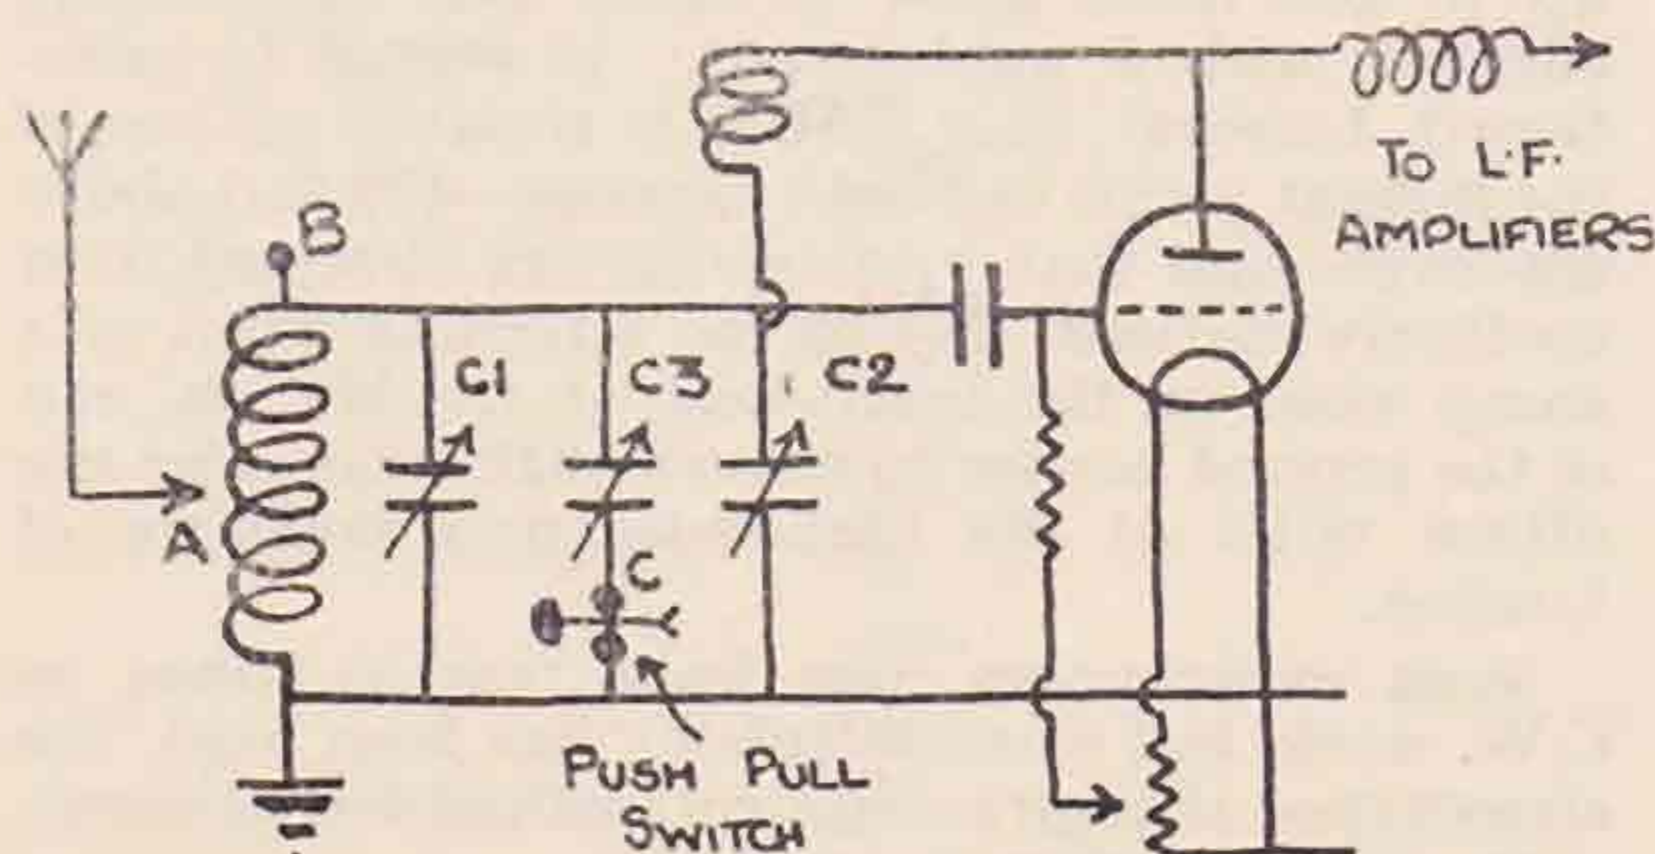 B
A
C1
C3
C2
C
PUSH PULL
SWITCH
TO L.F.
AMPLIFIERS